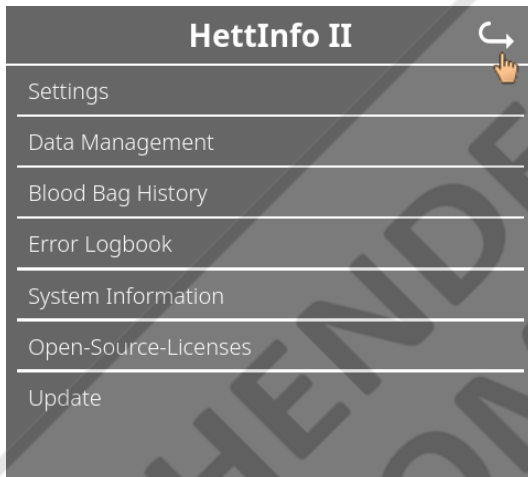 HettInfo II
Settings
Data Management
Blood Bag History
Error Logbook
System Information
Open-Source-Licenses
Update